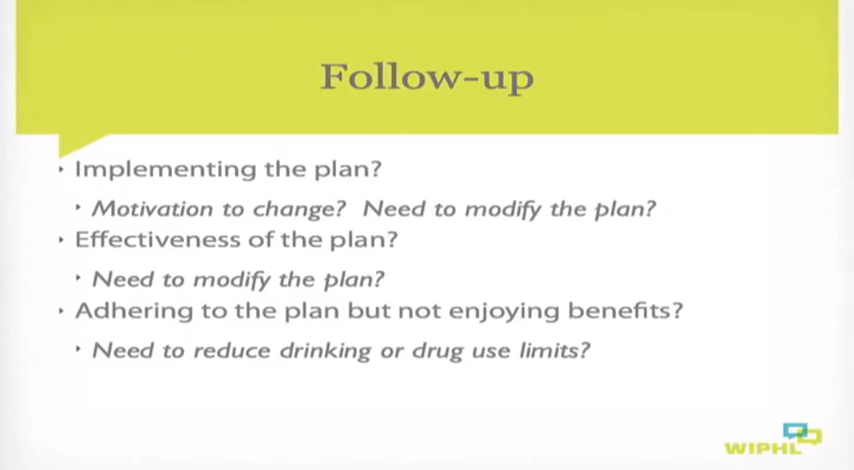 Follow-up
‣ Implementing the plan?
‣ Motivation to change?  Need to modify the plan?
‣ Effectiveness of the plan?
‣ Need to modify the plan?
‣ Adhering to the plan but not enjoying benefits?
‣ Need to reduce drinking or drug use limits?
WIPHL